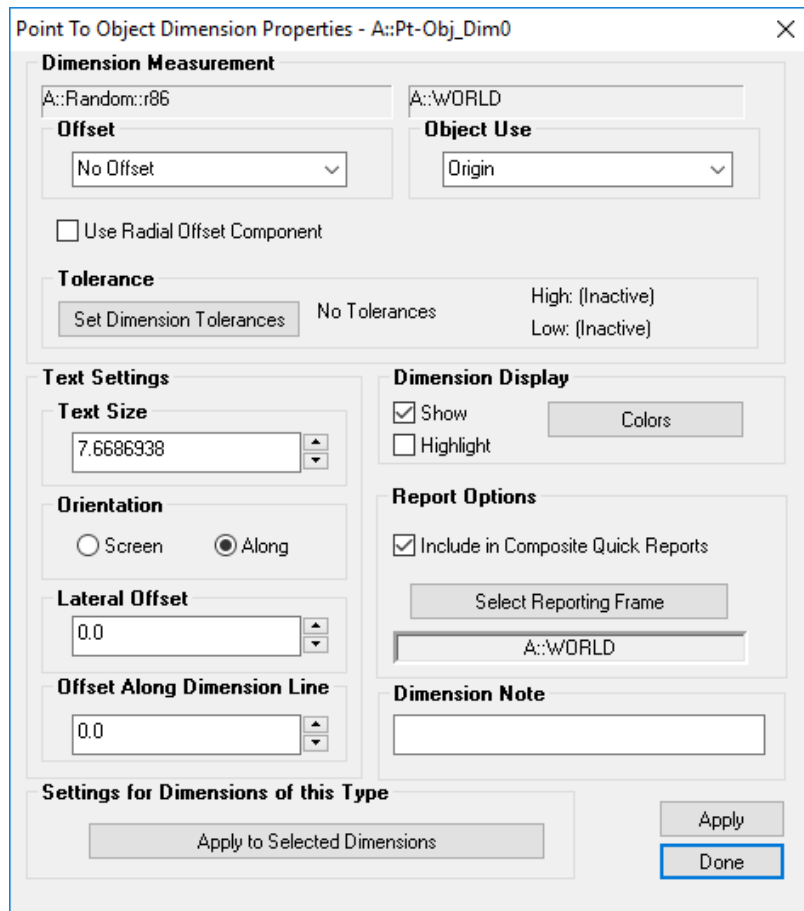 Point To Object Dimension Properties - A::Pt-Obj_Dim0
Dimension Measurement
A::Random::r86
A::WORLD
Offset
No Offset
Object Use
Origin
Use Radial Offset Component
Tolerance
Set Dimension Tolerances
No Tolerances
High: (Inactive)
Low: (Inactive)
Text Settings
Text Size
7.6686938
Orientation
Screen
Along
Lateral Offset
0.0
Offset Along Dimension Line
0.0
Dimension Display
Show
Highlight
Colors
Report Options
Include in Composite Quick Reports
Select Reporting Frame
A::WORLD
Dimension Note
Settings for Dimensions of this Type
Apply to Selected Dimensions
Apply
Done